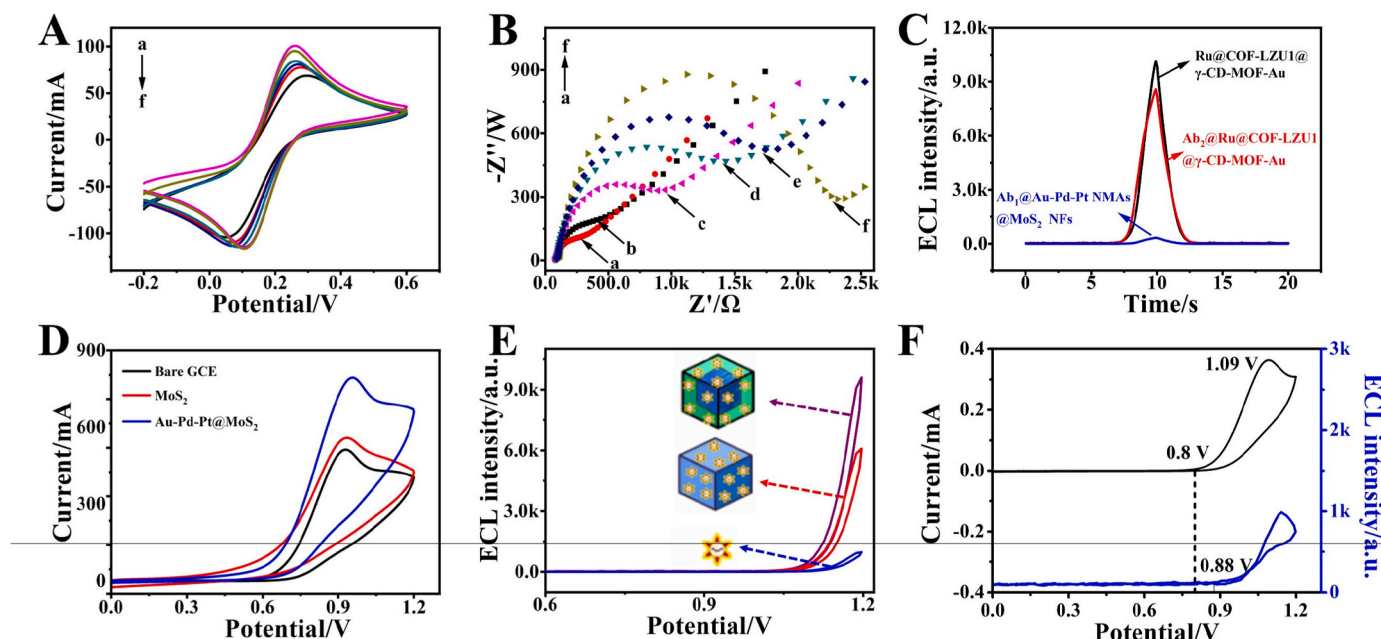 A
a
f
100
50
0
-50
-100
Current/mA
-0.2
0.0
0.2
0.4
0.6
Potential/V
B
f
a
900
600
300
0
-Z''/W
a
b
c
d
e
f
0
500.0
1.0k
1.5k
2.0k
2.5k
Z'/Ω
C
12.0k
9.0k
6.0k
3.0k
0.0
ECL intensity/a.u.
Ru@COF-LZU1@
γ-CD-MOF-Au
Ab₂@Ru@COF-LZU1
@γ-CD-MOF-Au
Ab₁@Au-Pd-Pt NMAs
@MoS₂ NFs
0
5
10
15
20
Time/s
D
900
600
300
0
Current/mA
Bare GCE
MoS₂
Au-Pd-Pt@MoS₂
0.0
0.3
0.6
0.9
1.2
Potential/V
E
9.0k
6.0k
3.0k
0.0
ECL intensity/a.u.
0.6
0.9
1.2
Potential/V
F
0.4
0.2
0.0
-0.2
-0.4
Current/mA
1.09 V
0.8 V
0.88 V
3k
2k
1k
0
ECL intensity/a.u.
0.0
0.3
0.6
0.9
1.2
Potential/V